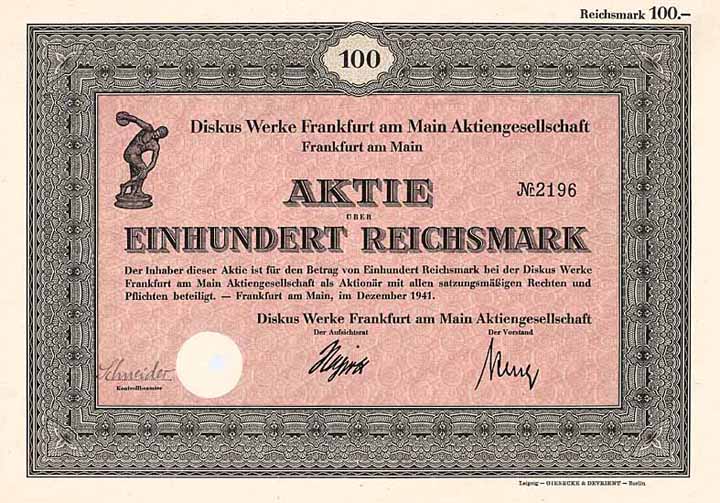 Reichsmark 100.–
100
Diskus Werke Frankfurt am Main Aktiengesellschaft
Frankfurt am Main
AKTIE
№ 2196
ÜBER
EINHUNDERT REICHSMARK
Der Inhaber dieser Aktie ist für den Betrag von Einhundert Reichsmark bei der Diskus Werke
Frankfurt am Main Aktiengesellschaft als Aktionär mit allen satzungsmäßigen Rechten und
Pflichten beteiligt. — Frankfurt am Main, im Dezember 1941.
Diskus Werke Frankfurt am Main Aktiengesellschaft
Der Aufsichtsrat Der Vorstand
Schneider
Kontrollbeamter
Leipzig – GIESECKE & DEVRIENT – Berlin